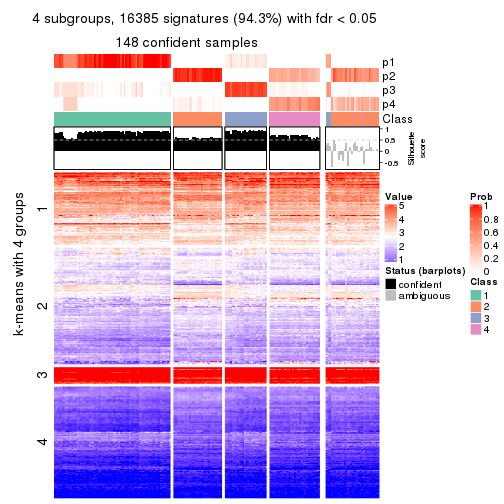 4 subgroups, 16385 signatures (94.3%) with fdr < 0.05
148 confident samples
p1
p2
p3
p4
Class
1
0.5
0
-0.5
Silhouette
score
k-means with 4 groups
1
2
3
4
Value
5
4
3
2
1
Status (barplots)
confident
ambiguous
Prob
1
0.8
0.6
0.4
0.2
0
Class
1
2
3
4